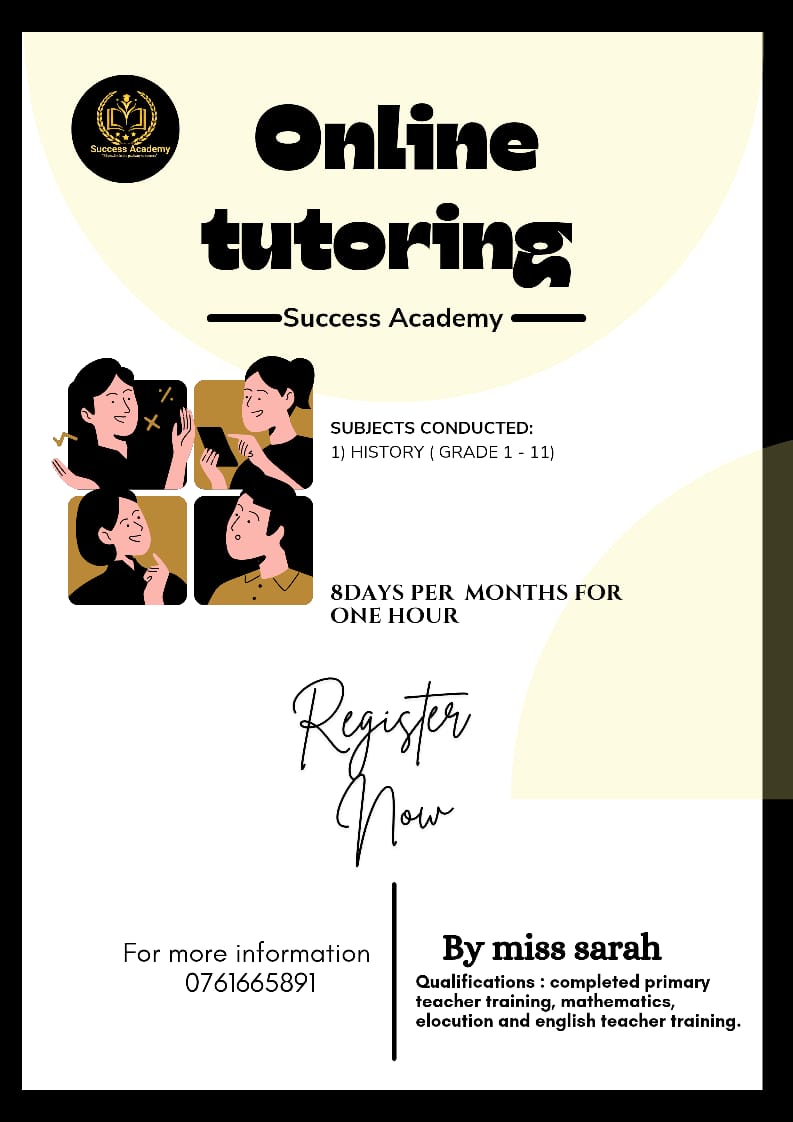 Success Academy
Online
tutoring
Success Academy
SUBJECTS CONDUCTED:
1) HISTORY ( GRADE 1 - 11)
8DAYS PER MONTHS FOR
ONE HOUR
Register
Now
For more information
0761665891
By miss sarah
Qualifications : completed primary
teacher training, mathematics,
elocution and english teacher training.